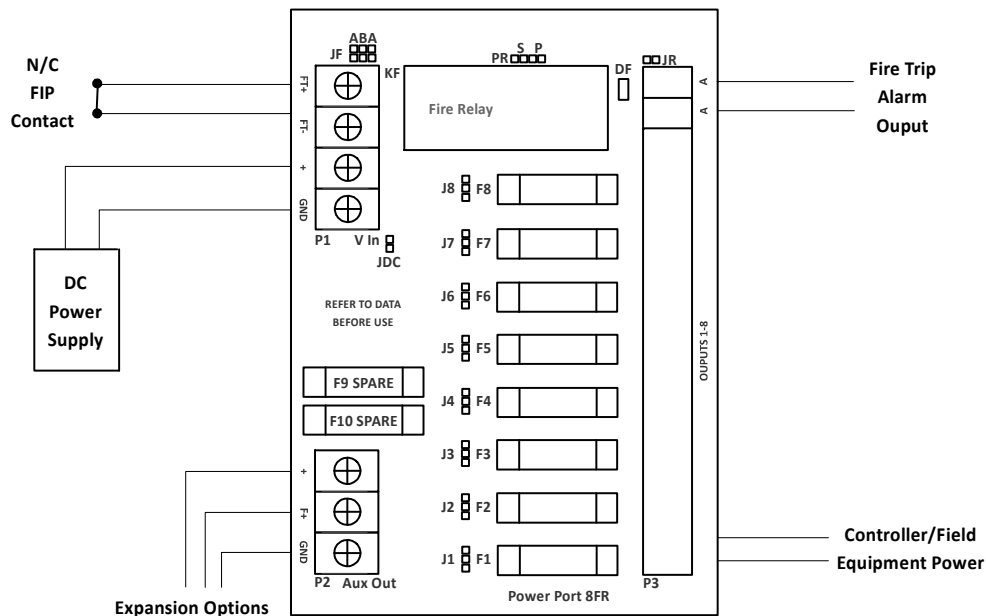 ABA
JF
KF
S P
PR
DF
JR
N/C
FIP
Contact
FT+
FT-
+
GND
Fire Relay
A
A
Fire Trip
Alarm
Ouput
P1
V In
JDC
DC
Power
Supply
REFER TO DATA
BEFORE USE
J8 F8
J7 F7
J6 F6
J5 F5
J4 F4
J3 F3
J2 F2
J1 F1
F9 SPARE
F10 SPARE
OUPUTS 1-8
+
F+
GND
P2 Aux Out
Expansion Options
Power Port 8FR
P3
Controller/Field
Equipment Power